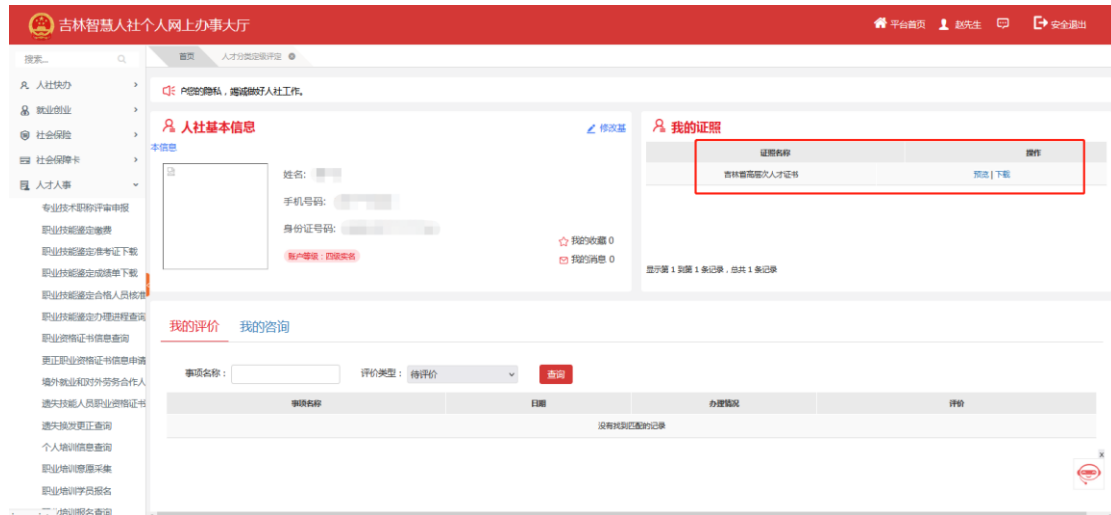 吉林智慧人社个人网上办事大厅
平台首页 赵先生 安全退出
搜索...
首页 人才分类定级评定
人社快办
就业创业
社会保险
社会保障卡
人才人事
专业技术职称评审申报
职业技能鉴定缴费
职业技能鉴定准考证下载
职业技能鉴定成绩单下载
职业技能鉴定合格人员核准
职业技能鉴定办理进程查询
职业资格证书信息查询
更正职业资格证书信息申请
境外就业和对外劳务合作人
遗失技能人员职业资格证书
遗失换发更正查询
个人培训信息查询
职业培训意愿采集
职业培训学员报名
培训报名查询
户您的隐私，竭诚做好人社工作。
人社基本信息
修改基
本信息
姓名:
手机号码:
身份证号码:
账户等级：四级实名
我的收藏 0
我的消息 0
我的证照
证照名称 操作
吉林省高层次人才证书 预览 | 下载
显示第 1 到第 1 条记录，总共 1 条记录
我的评价 我的咨询
事项名称： 评价类型： 待评价 查询
事项名称 日期 办理情况 评价
没有找到匹配的记录
x